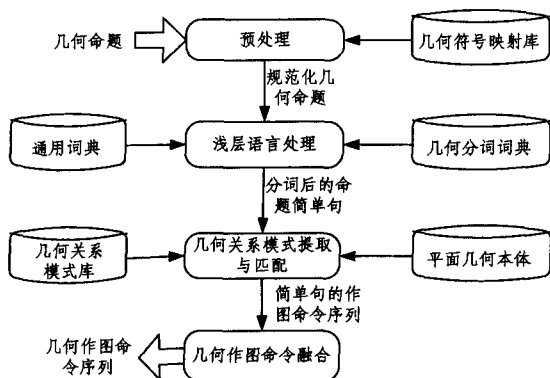 几何命题
预处理
几何符号映射库
规范化几
何命题
通用词典
浅层语言处理
几何分词词典
分词后的命
题简单句
几何关系
模式库
几何关系模式提取
与匹配
平面几何本体
简单句的作
图命令序列
几何作图命
令序列
几何作图命令融合